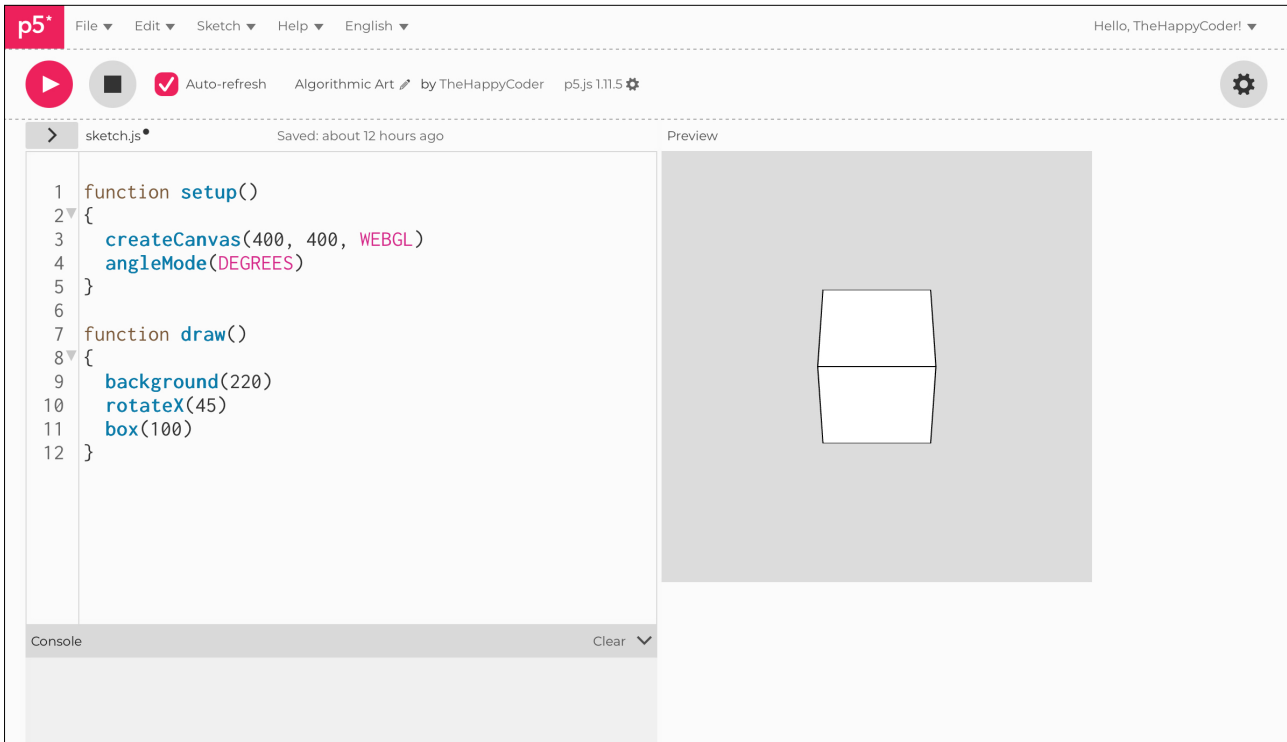 p5* File Edit Sketch Help English Hello, TheHappyCoder!
Auto-refresh Algorithmic Art by TheHappyCoder p5.js 1.11.5
> sketch.js Saved: about 12 hours ago Preview
1 function setup()
2 {
3 createCanvas(400, 400, WEBGL)
4 angleMode(DEGREES)
5 }
6
7 function draw()
8 {
9 background(220)
10 rotateX(45)
11 box(100)
12 }
Console Clear